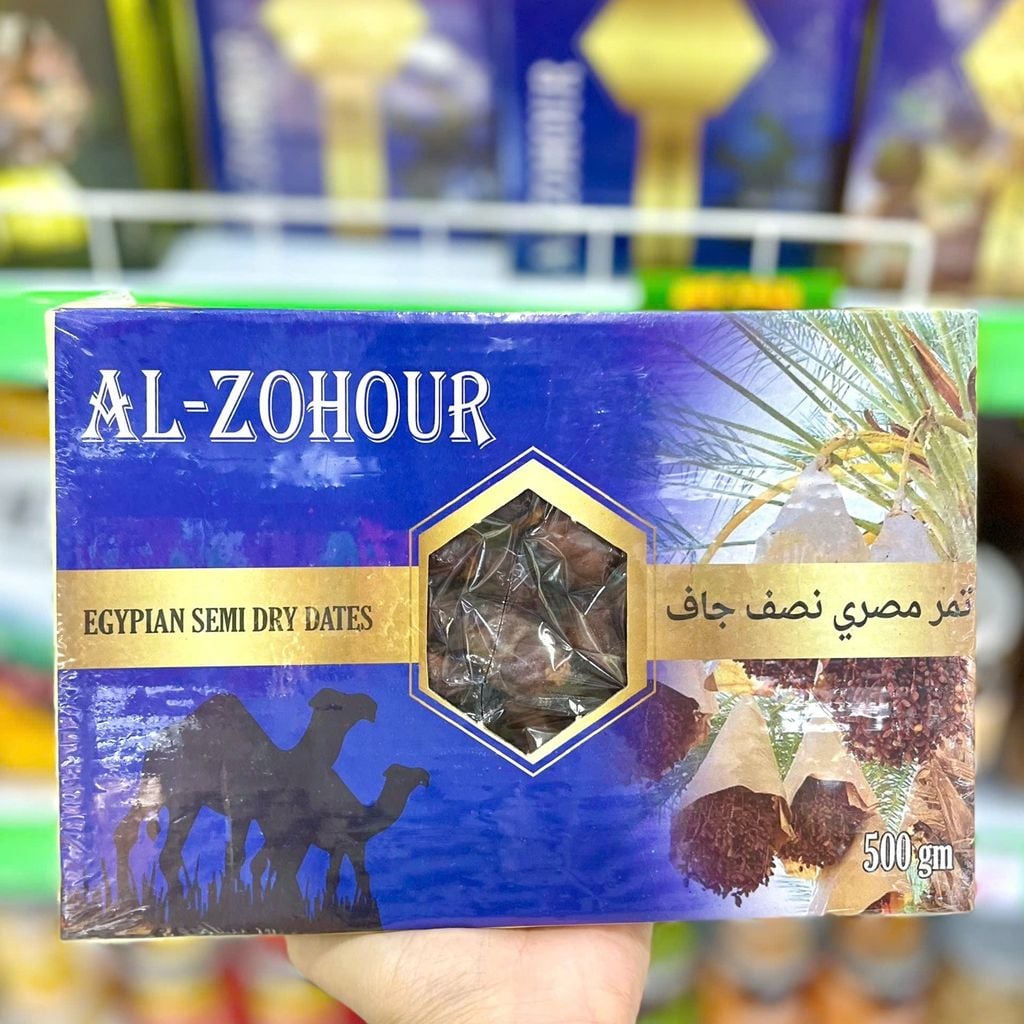 AL-ZOHOUR
EGYPIAN SEMI DRY DATES
تمر مصري نصف جاف
500 gm